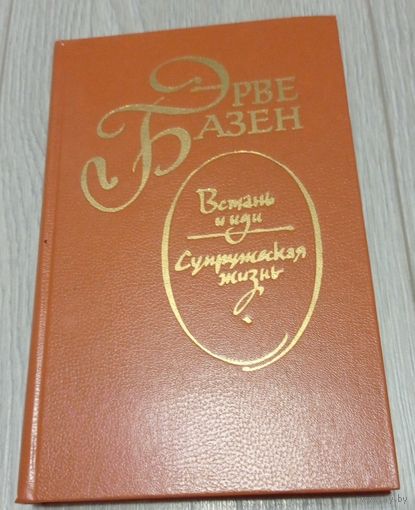 Эрве
Базен
Встань
и иди
Супружеская
жизнь